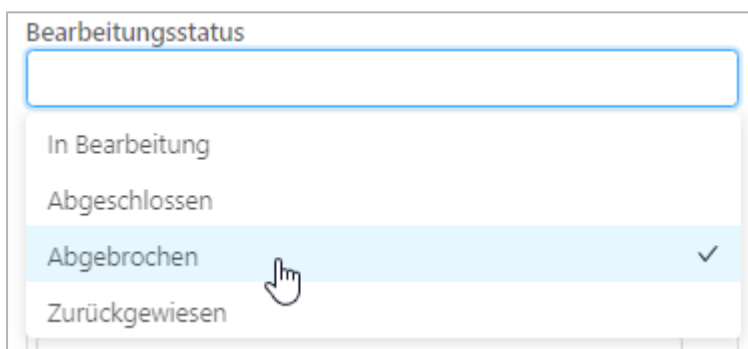 Bearbeitungsstatus
In Bearbeitung
Abgeschlossen
Abgebrochen
Zurückgewiesen